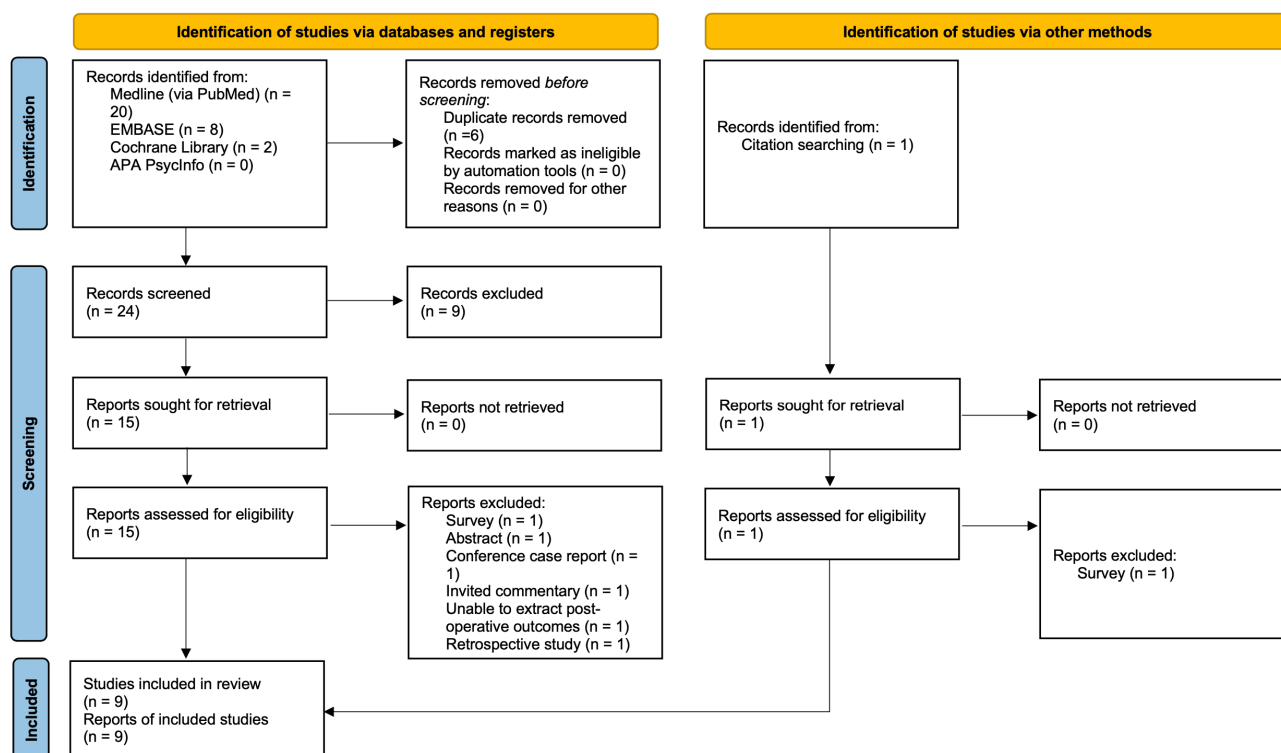 Identification of studies via databases and registers
Identification of studies via other methods
Identification
Records identified from:
Medline (via PubMed) (n =
20)
EMBASE (n = 8)
Cochrane Library (n = 2)
APA PsycInfo (n = 0)
Records removed before
screening:
Duplicate records removed
(n =6)
Records marked as ineligible
by automation tools (n = 0)
Records removed for other
reasons (n = 0)
Records identified from:
Citation searching (n = 1)
Screening
Records screened
(n = 24)
Records excluded
(n = 9)
Reports sought for retrieval
(n = 15)
Reports not retrieved
(n = 0)
Reports sought for retrieval
(n = 1)
Reports not retrieved
(n = 0)
Reports assessed for eligibility
(n = 15)
Reports excluded:
Survey (n = 1)
Abstract (n = 1)
Conference case report (n =
1)
Invited commentary (n = 1)
Unable to extract post-
operative outcomes (n = 1)
Retrospective study (n = 1)
Reports assessed for eligibility
(n = 1)
Reports excluded:
Survey (n = 1)
Included
Studies included in review
(n = 9)
Reports of included studies
(n = 9)